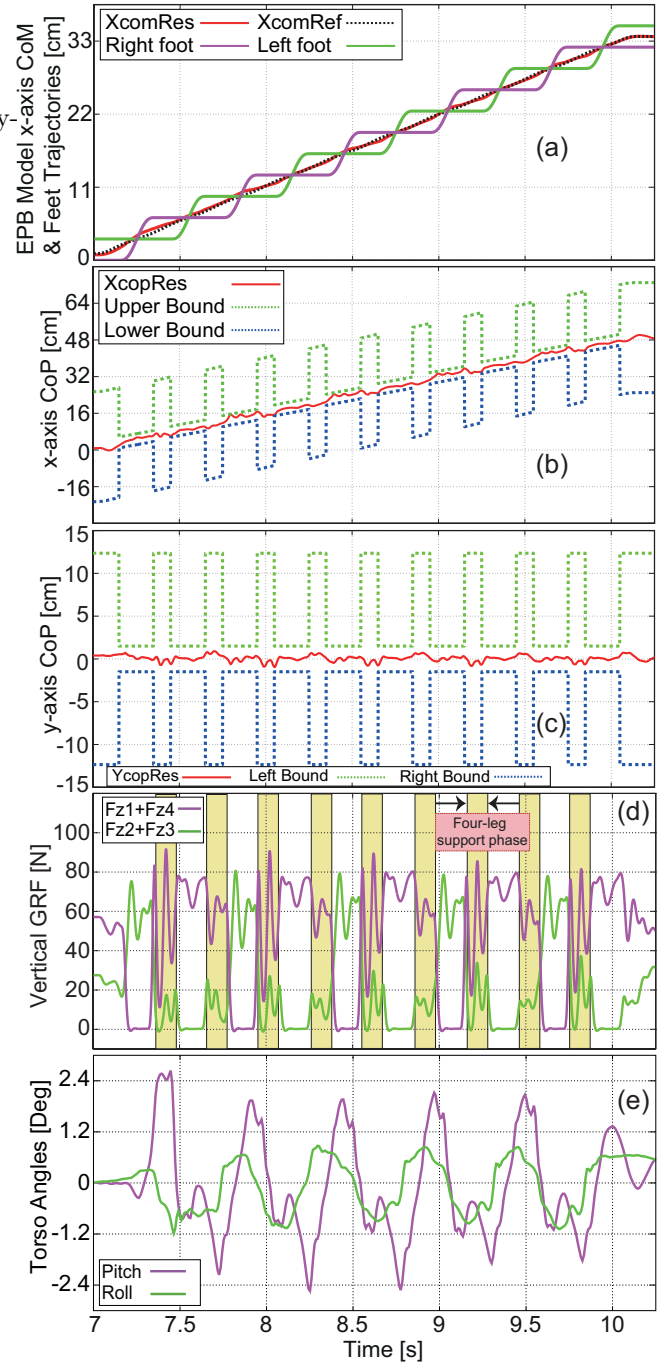 y-
XcomRes XcomRef
Right foot Left foot
EPB Model x-axis CoM
& Feet Trajectories [cm]
33
22
11
0
(a)
XcopRes
Upper Bound
Lower Bound
x-axis CoP [cm]
64
48
32
16
0
-16
(b)
y-axis CoP [cm]
15
10
5
0
-5
-10
-15
(c)
YcopRes Left Bound Right Bound
Fz1+Fz4
Fz2+Fz3
(d)
Four-leg
support phase
Vertical GRF [N]
100
80
60
40
20
0
(e)
Torso Angles [Deg]
2.4
1.2
0
-1.2
-2.4
Pitch
Roll
7 7.5 8 8.5 9 9.5 10
Time [s]